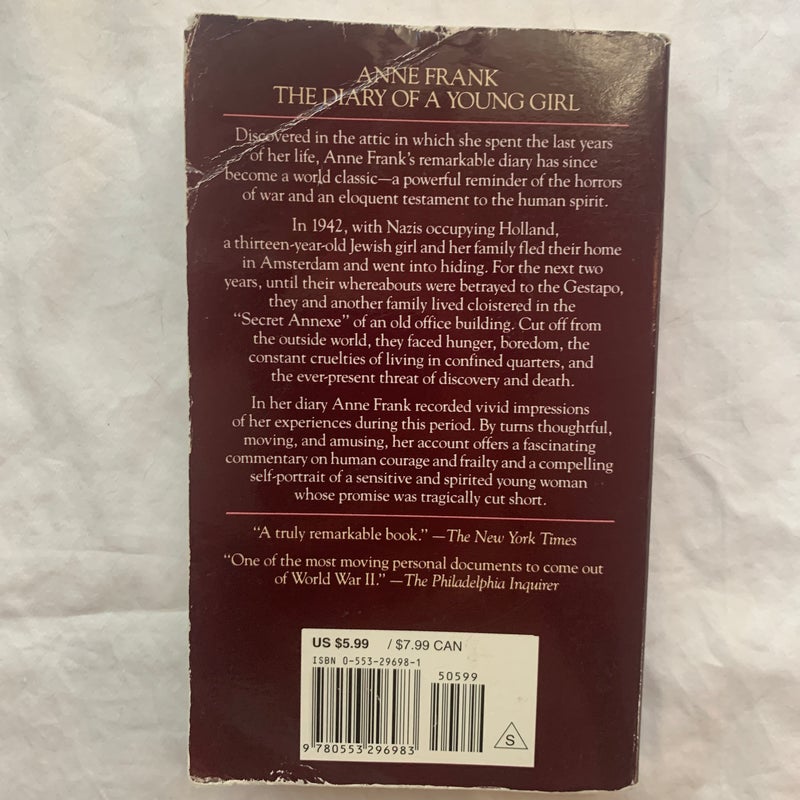 ANNE FRANK
THE DIARY OF A YOUNG GIRL
Discovered in the attic in which she spent the last years
of her life, Anne Frank's remarkable diary has since
become a world classic—a powerful reminder of the horrors
of war and an eloquent testament to the human spirit.
In 1942, with Nazis occupying Holland,
a thirteen-year-old Jewish girl and her family fled their home
in Amsterdam and went into hiding. For the next two
years, until their whereabouts were betrayed to the Gestapo,
they and another family lived cloistered in the
“Secret Annexe” of an old office building. Cut off from
the outside world, they faced hunger, boredom, the
constant cruelties of living in confined quarters, and
the ever-present threat of discovery and death.
In her diary Anne Frank recorded vivid impressions
of her experiences during this period. By turns thoughtful,
moving, and amusing, her account offers a fascinating
commentary on human courage and frailty and a compelling
self-portrait of a sensitive and spirited young woman
whose promise was tragically cut short.
“A truly remarkable book.” —The New York Times
“One of the most moving personal documents to come out
of World War II.” —The Philadelphia Inquirer
US $5.99 / $7.99 CAN
ISBN 0-553-29698-1
50599
9 780553 296983
S